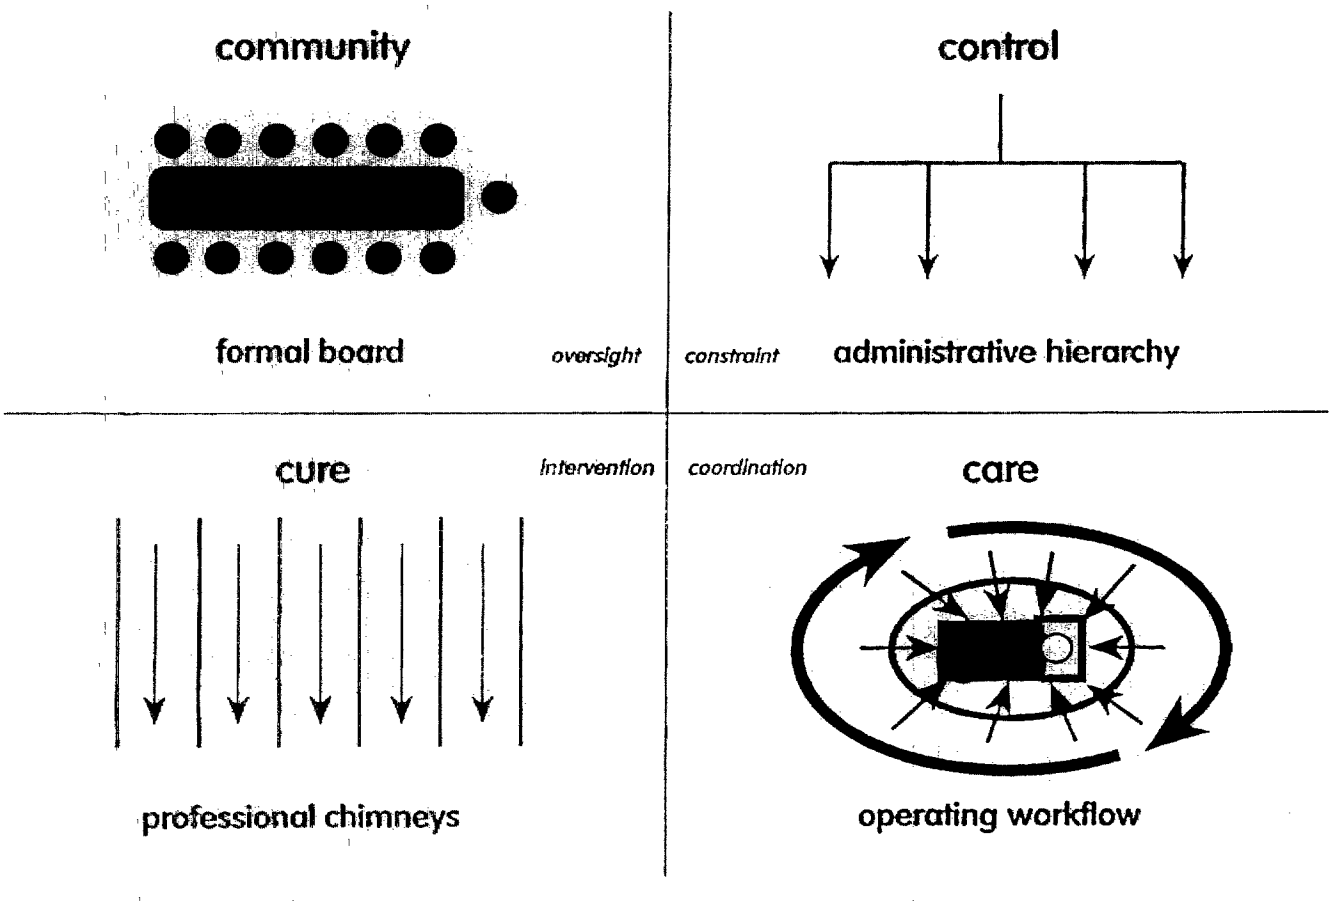 community
control
formal board
oversight
constraint
administrative hierarchy
cure
intervention
coordination
care
professional chimneys
operating workflow